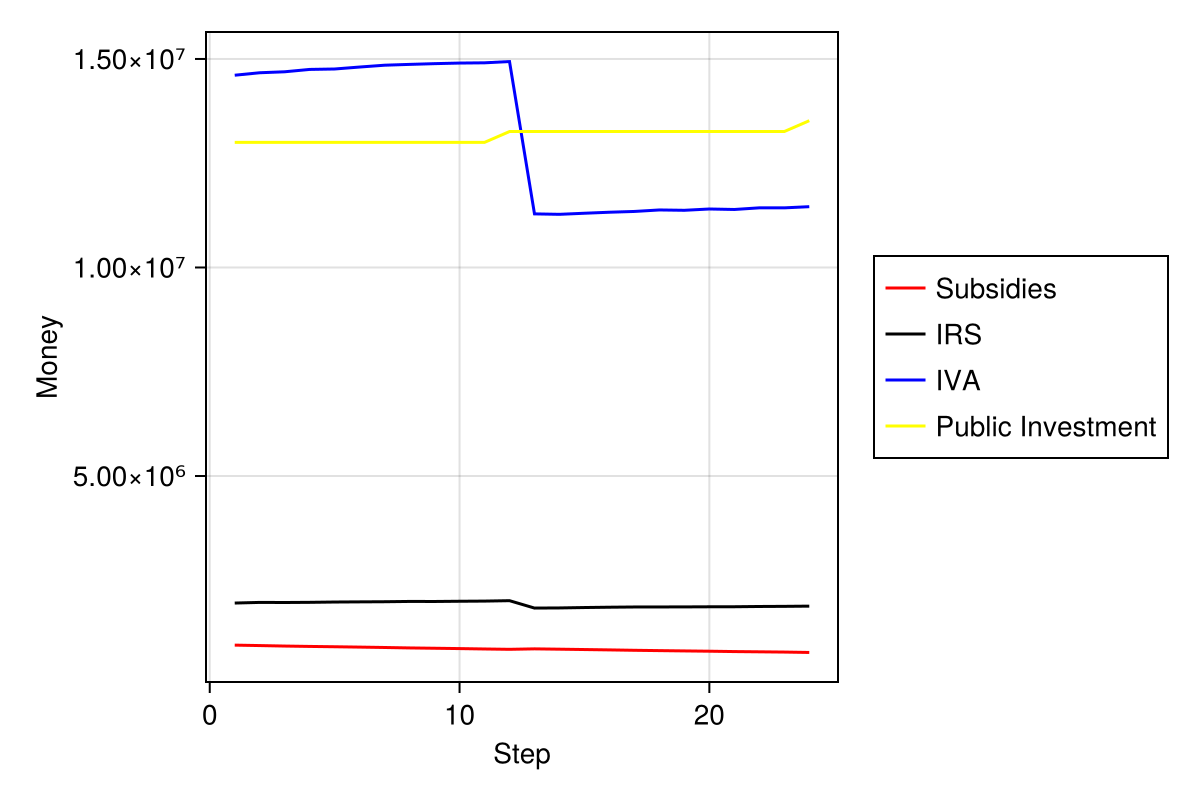 1.50×10⁷
1.00×10⁷
5.00×10⁶
Money
0 10 20
Step
Subsidies
IRS
IVA
Public Investment